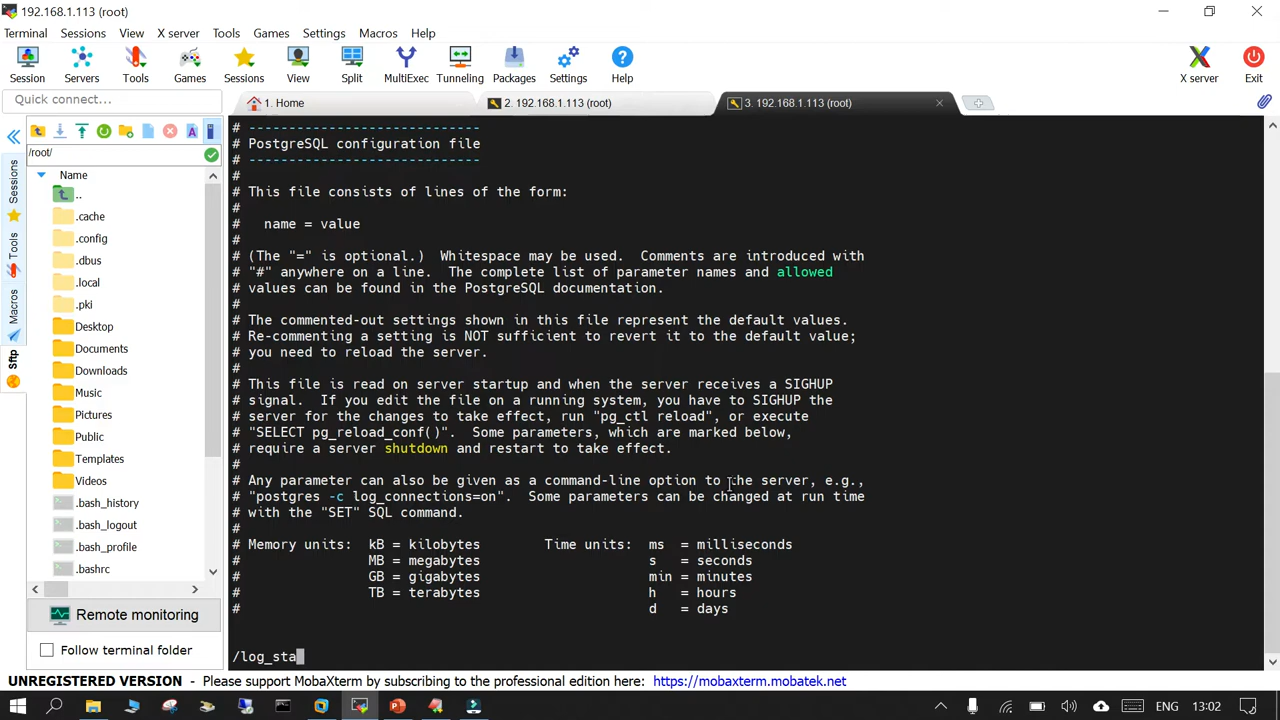 192.168.1.113 (root)
Terminal Sessions View X server Tools Games Settings Macros Help
Session Servers Tools Games Sessions View Split MultiExec Tunneling Packages Settings Help X server Exit
Quick connect...
1. Home
2. 192.168.1.113 (root)
3. 192.168.1.113 (root)
/root/
Name
..
.cache
.config
.dbus
.local
.pki
Desktop
Documents
Downloads
Music
Pictures
Public
Templates
Videos
.bash_history
.bash_logout
.bash_profile
.bashrc
Sessions
Tools
Macros
Sftp
Remote monitoring
Follow terminal folder
# -----------------------------
# PostgreSQL configuration file
# -----------------------------
#
# This file consists of lines of the form:
#
#   name = value
#
# (The "=" is optional.)  Whitespace may be used.  Comments are introduced with
# "#" anywhere on a line.  The complete list of parameter names and allowed
# values can be found in the PostgreSQL documentation.
#
# The commented-out settings shown in this file represent the default values.
# Re-commenting a setting is NOT sufficient to revert it to the default value;
# you need to reload the server.
#
# This file is read on server startup and when the server receives a SIGHUP
# signal.  If you edit the file on a running system, you have to SIGHUP the
# server for the changes to take effect, run "pg_ctl reload", or execute
# "SELECT pg_reload_conf()".  Some parameters, which are marked below,
# require a server shutdown and restart to take effect.
#
# Any parameter can also be given as a command-line option to the server, e.g.,
# "postgres -c log_connections=on".  Some parameters can be changed at run time
# with the "SET" SQL command.
#
# Memory units:  kB = kilobytes        Time units:  ms  = milliseconds
#                MB = megabytes                     s   = seconds
#                GB = gigabytes                     min = minutes
#                TB = terabytes                     h   = hours
#                                                   d   = days
/log_sta
UNREGISTERED VERSION - Please support MobaXterm by subscribing to the professional edition here: https://mobaxterm.mobatek.net
ENG 13:02